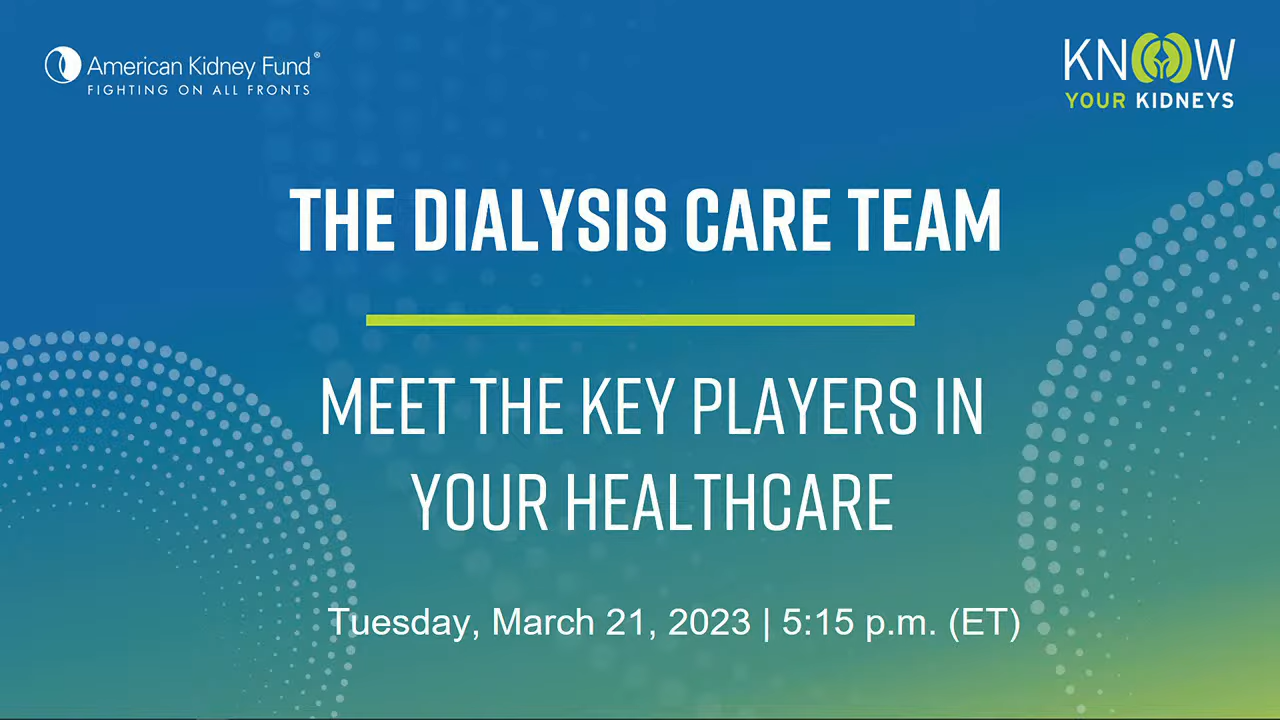 American Kidney Fund®
FIGHTING ON ALL FRONTS
KNOW
YOUR KIDNEYS
THE DIALYSIS CARE TEAM
MEET THE KEY PLAYERS IN
YOUR HEALTHCARE
Tuesday, March 21, 2023 | 5:15 p.m. (ET)